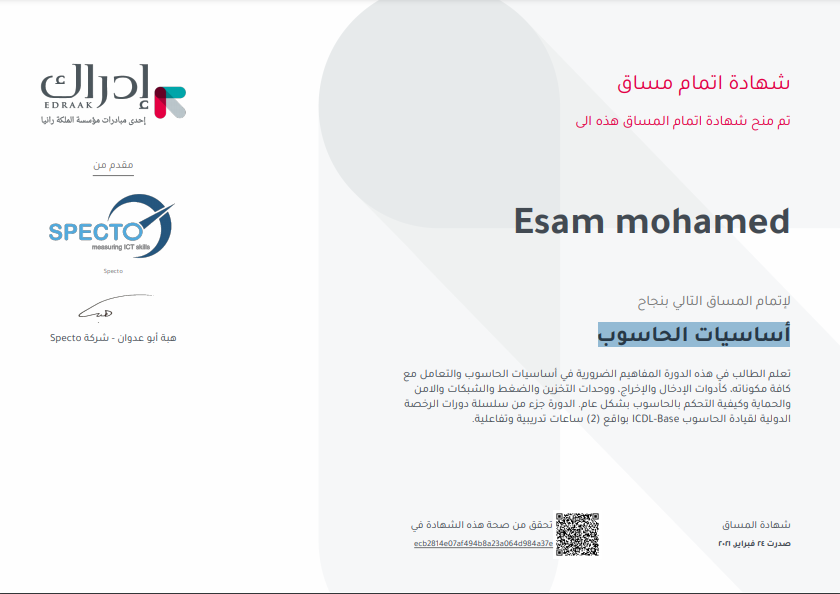 شهادة اتمام مساق
تم منح شهادة اتمام المساق هذه الى
Esam mohamed
لإتمام المساق التالي بنجاح
أساسيات الحاسوب
تعلم الطالب في هذه الدورة المفاهيم الضرورية في أساسيات الحاسوب والتعامل مع
كافة مكوناته، كأدوات الإدخال والإخراج، ووحدات التخزين والضغط والشبكات والامن
والحماية وكيفية التحكم بالحاسوب بشكل عام. الدورة جزء من سلسلة دورات الرخصة
الدولية لقيادة الحاسوب ICDL-Base بواقع (2) ساعات تدريبية وتفاعلية.
شهادة المساق
صدرت ٢٤ فبراير, ٢٠٢١
تحقق من صحة هذه الشهادة في
ecb2814e07af494b8a23a064d984a37e
إدراك
EDRAAK
إحدى مبادرات مؤسسة الملكة رانيا
مقدم من
SPECTO
measuring ICT skills
Specto
هبة أبو عدوان - شركة Specto